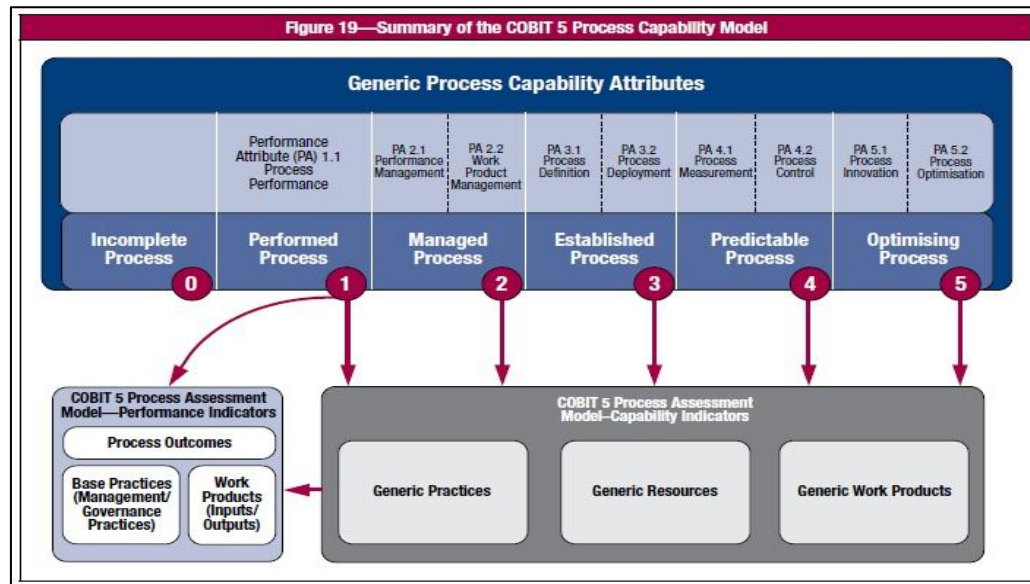 Figure 19—Summary of the COBIT 5 Process Capability Model
Generic Process Capability Attributes
Performance
Attribute (PA) 1.1
Process
Performance
PA 2.1
Performance
Management
PA 2.2
Work
Product
Management
PA 3.1
Process
Definition
PA 3.2
Process
Deployment
PA 4.1
Process
Measurement
PA 4.2
Process
Control
PA 5.1
Process
Innovation
PA 5.2
Process
Optimisation
Incomplete
Process
0
Performed
Process
1
Managed
Process
2
Established
Process
3
Predictable
Process
4
Optimising
Process
5
COBIT 5 Process Assessment
Model—Performance Indicators
Process Outcomes
Base Practices
(Management/
Governance
Practices)
Work
Products
(Inputs/
Outputs)
COBIT 5 Process Assessment
Model–Capability Indicators
Generic Practices
Generic Resources
Generic Work Products